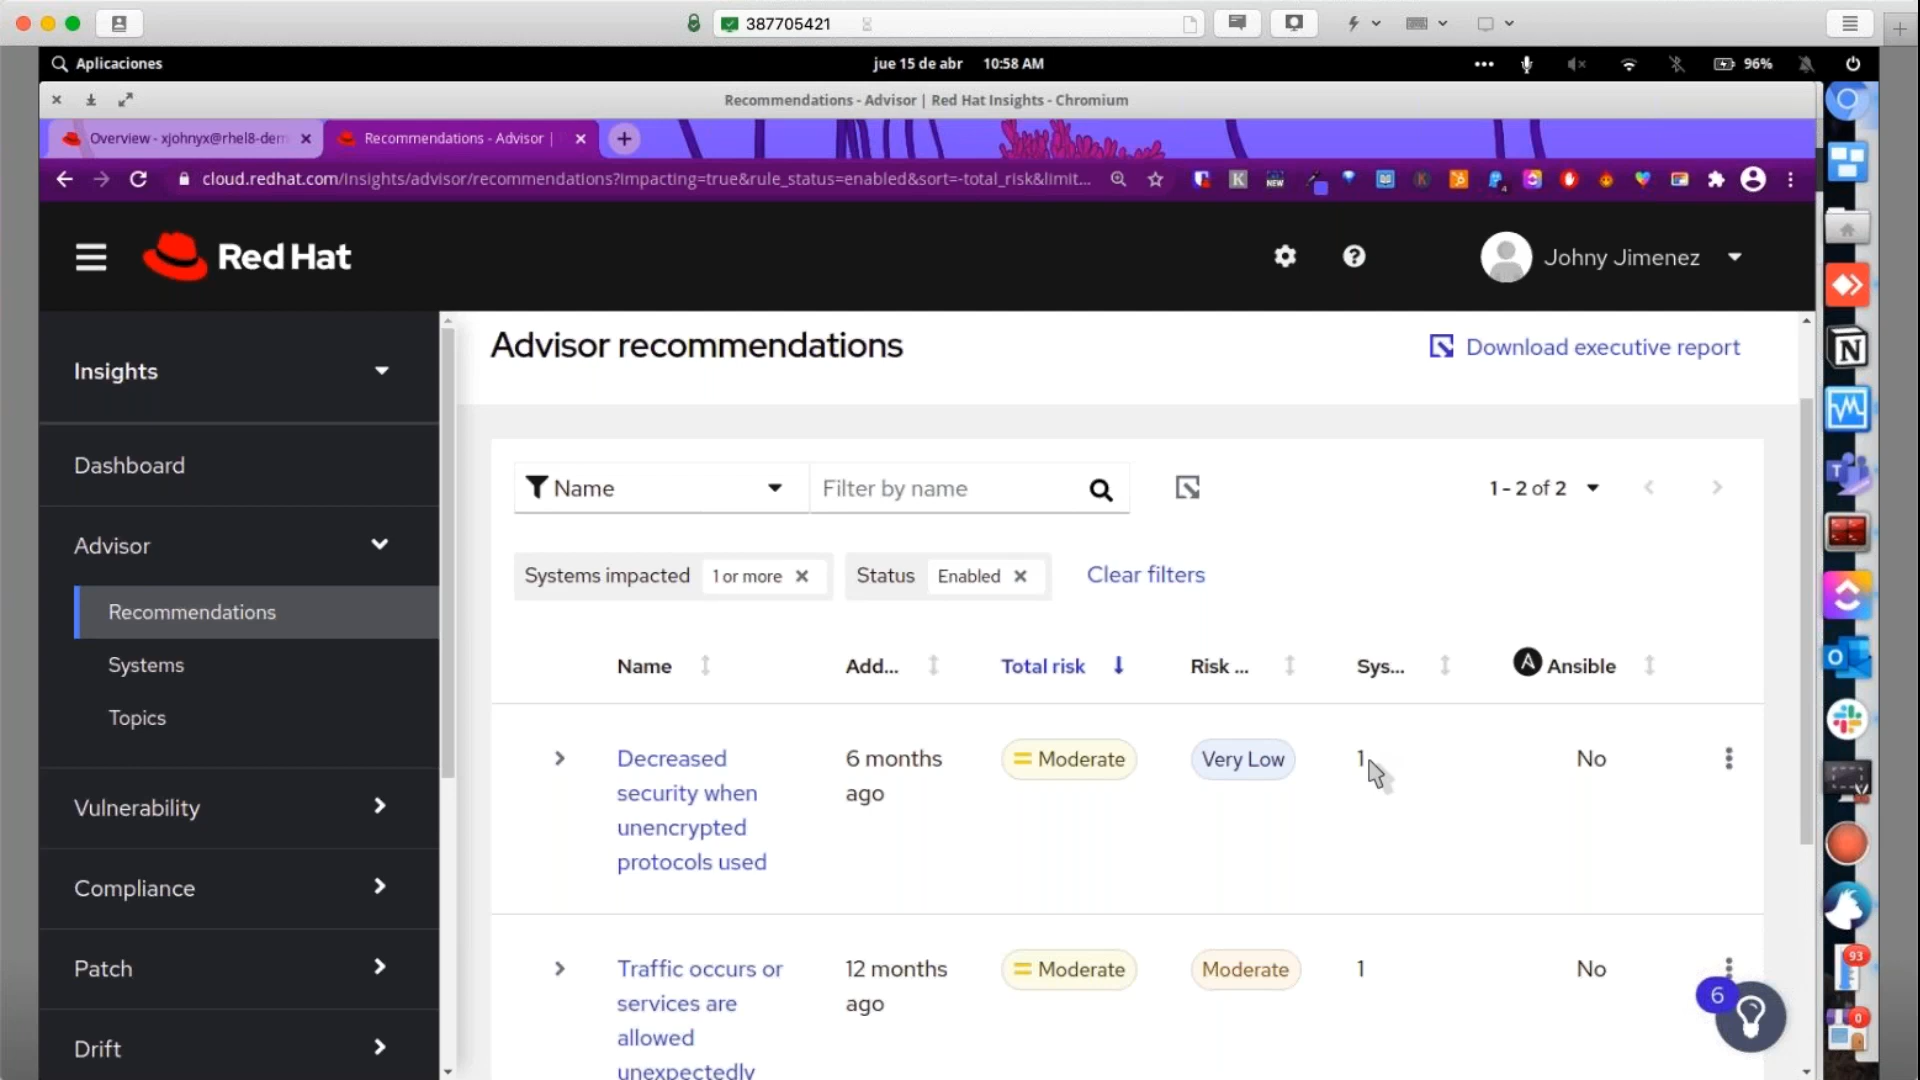 387705421
Aplicaciones
jue 15 de abr 10:58 AM
96%
Recommendations - Advisor | Red Hat Insights - Chromium
Overview - xjohnyx@rhel8-dem
Recommendations - Advisor |
cloud.redhat.com/insights/advisor/recommendations?impacting=true&rule_status=enabled&sort=-total_risk&limit...
K
NEW
4
Red Hat
Johny Jimenez
Insights
Dashboard
Advisor
Recommendations
Systems
Topics
Vulnerability
Compliance
Patch
Drift
Advisor recommendations
Download executive report
Name
Filter by name
1 - 2 of 2
Systems impacted 1 or more
Status Enabled
Clear filters
Name Add... Total risk Risk ... Sys... Ansible
Decreased security when unencrypted protocols used
6 months ago
Moderate
Very Low
1
No
Traffic occurs or services are allowed unexpectedly
12 months ago
Moderate
Moderate
1
No
6
93
0